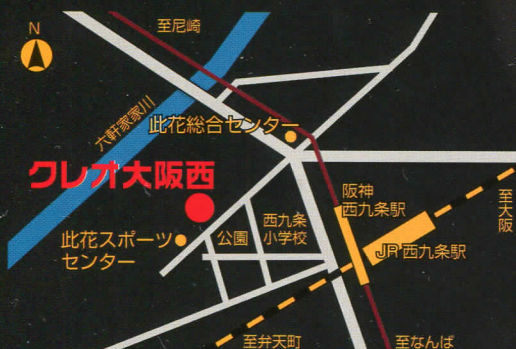 N
至尼崎
六軒家家川
此花総合センター
クレオ大阪西
阪神
西九条駅
至大阪
此花スポーツ
センター
公園
西九条
小学校
JR西九条駅
至弁天町
至なんば